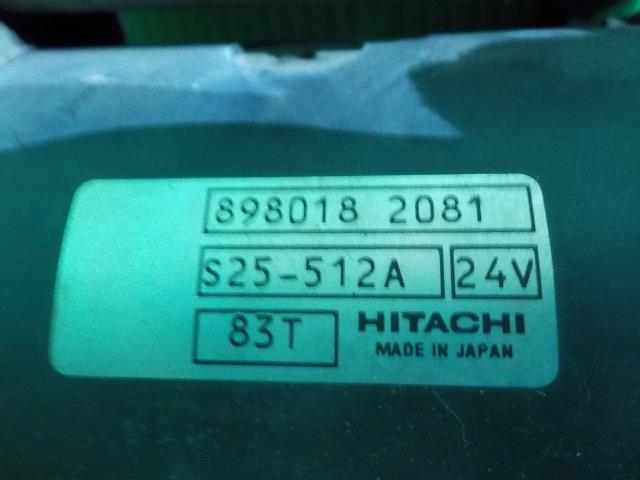 898018 2081
S25-512A 24V
83T HITACHI
MADE IN JAPAN